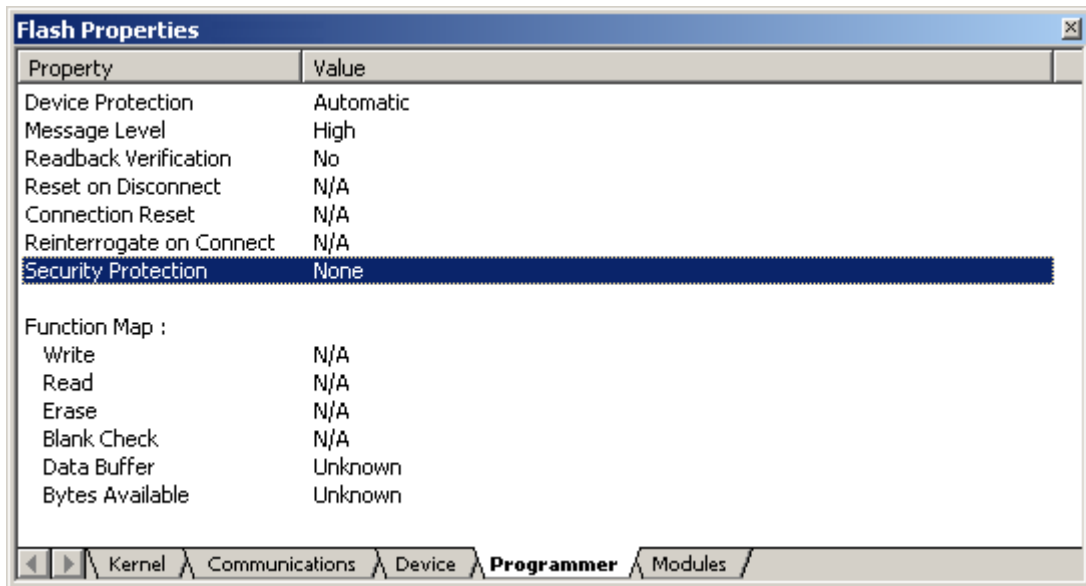 Flash Properties
Property Value
Device Protection Automatic
Message Level High
Readback Verification No
Reset on Disconnect N/A
Connection Reset N/A
Reinterrogate on Connect N/A
Security Protection None
Function Map :
Write N/A
Read N/A
Erase N/A
Blank Check N/A
Data Buffer Unknown
Bytes Available Unknown
Kernel Communications Device Programmer Modules